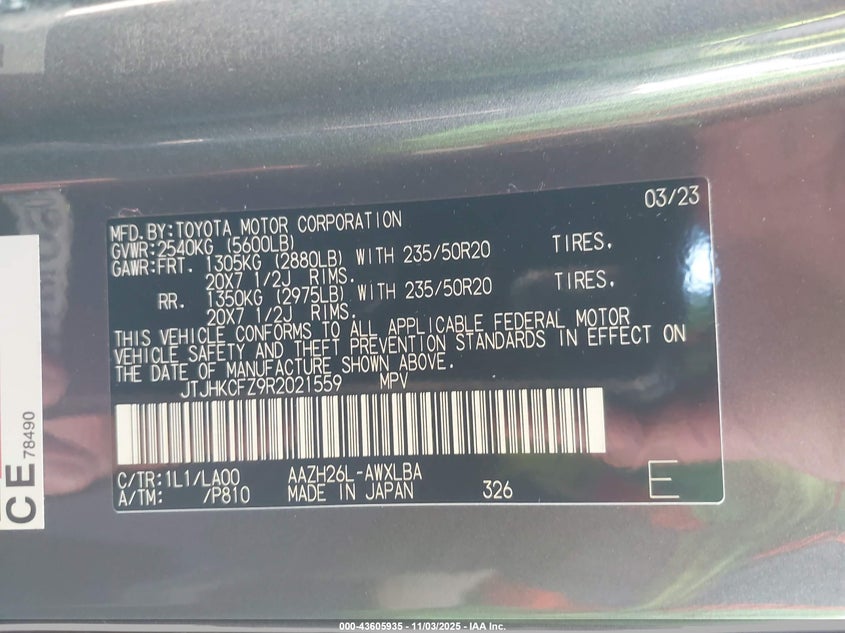 03/23
MFD.BY:TOYOTA MOTOR CORPORATION
GVWR:2540KG (5600LB)
GAWR:FRT. 1305KG (2880LB) WITH 235/50R20 TIRES,
20X7 1/2J RIMS.
RR. 1350KG (2975LB) WITH 235/50R20 TIRES,
20X7 1/2J RIMS.
THIS VEHICLE CONFORMS TO ALL APPLICABLE FEDERAL MOTOR
VEHICLE SAFETY AND THEFT PREVENTION STANDARDS IN EFFECT ON
THE DATE OF MANUFACTURE SHOWN ABOVE.
JTJHKCFZ9R2021559 MPV
C/TR:1L1/LA00 AAZH26L-AWXLBA
A/TM: /P810 MADE IN JAPAN 326 E
CE 78490
000-43605935 - 11/03/2025 - IAA Inc.